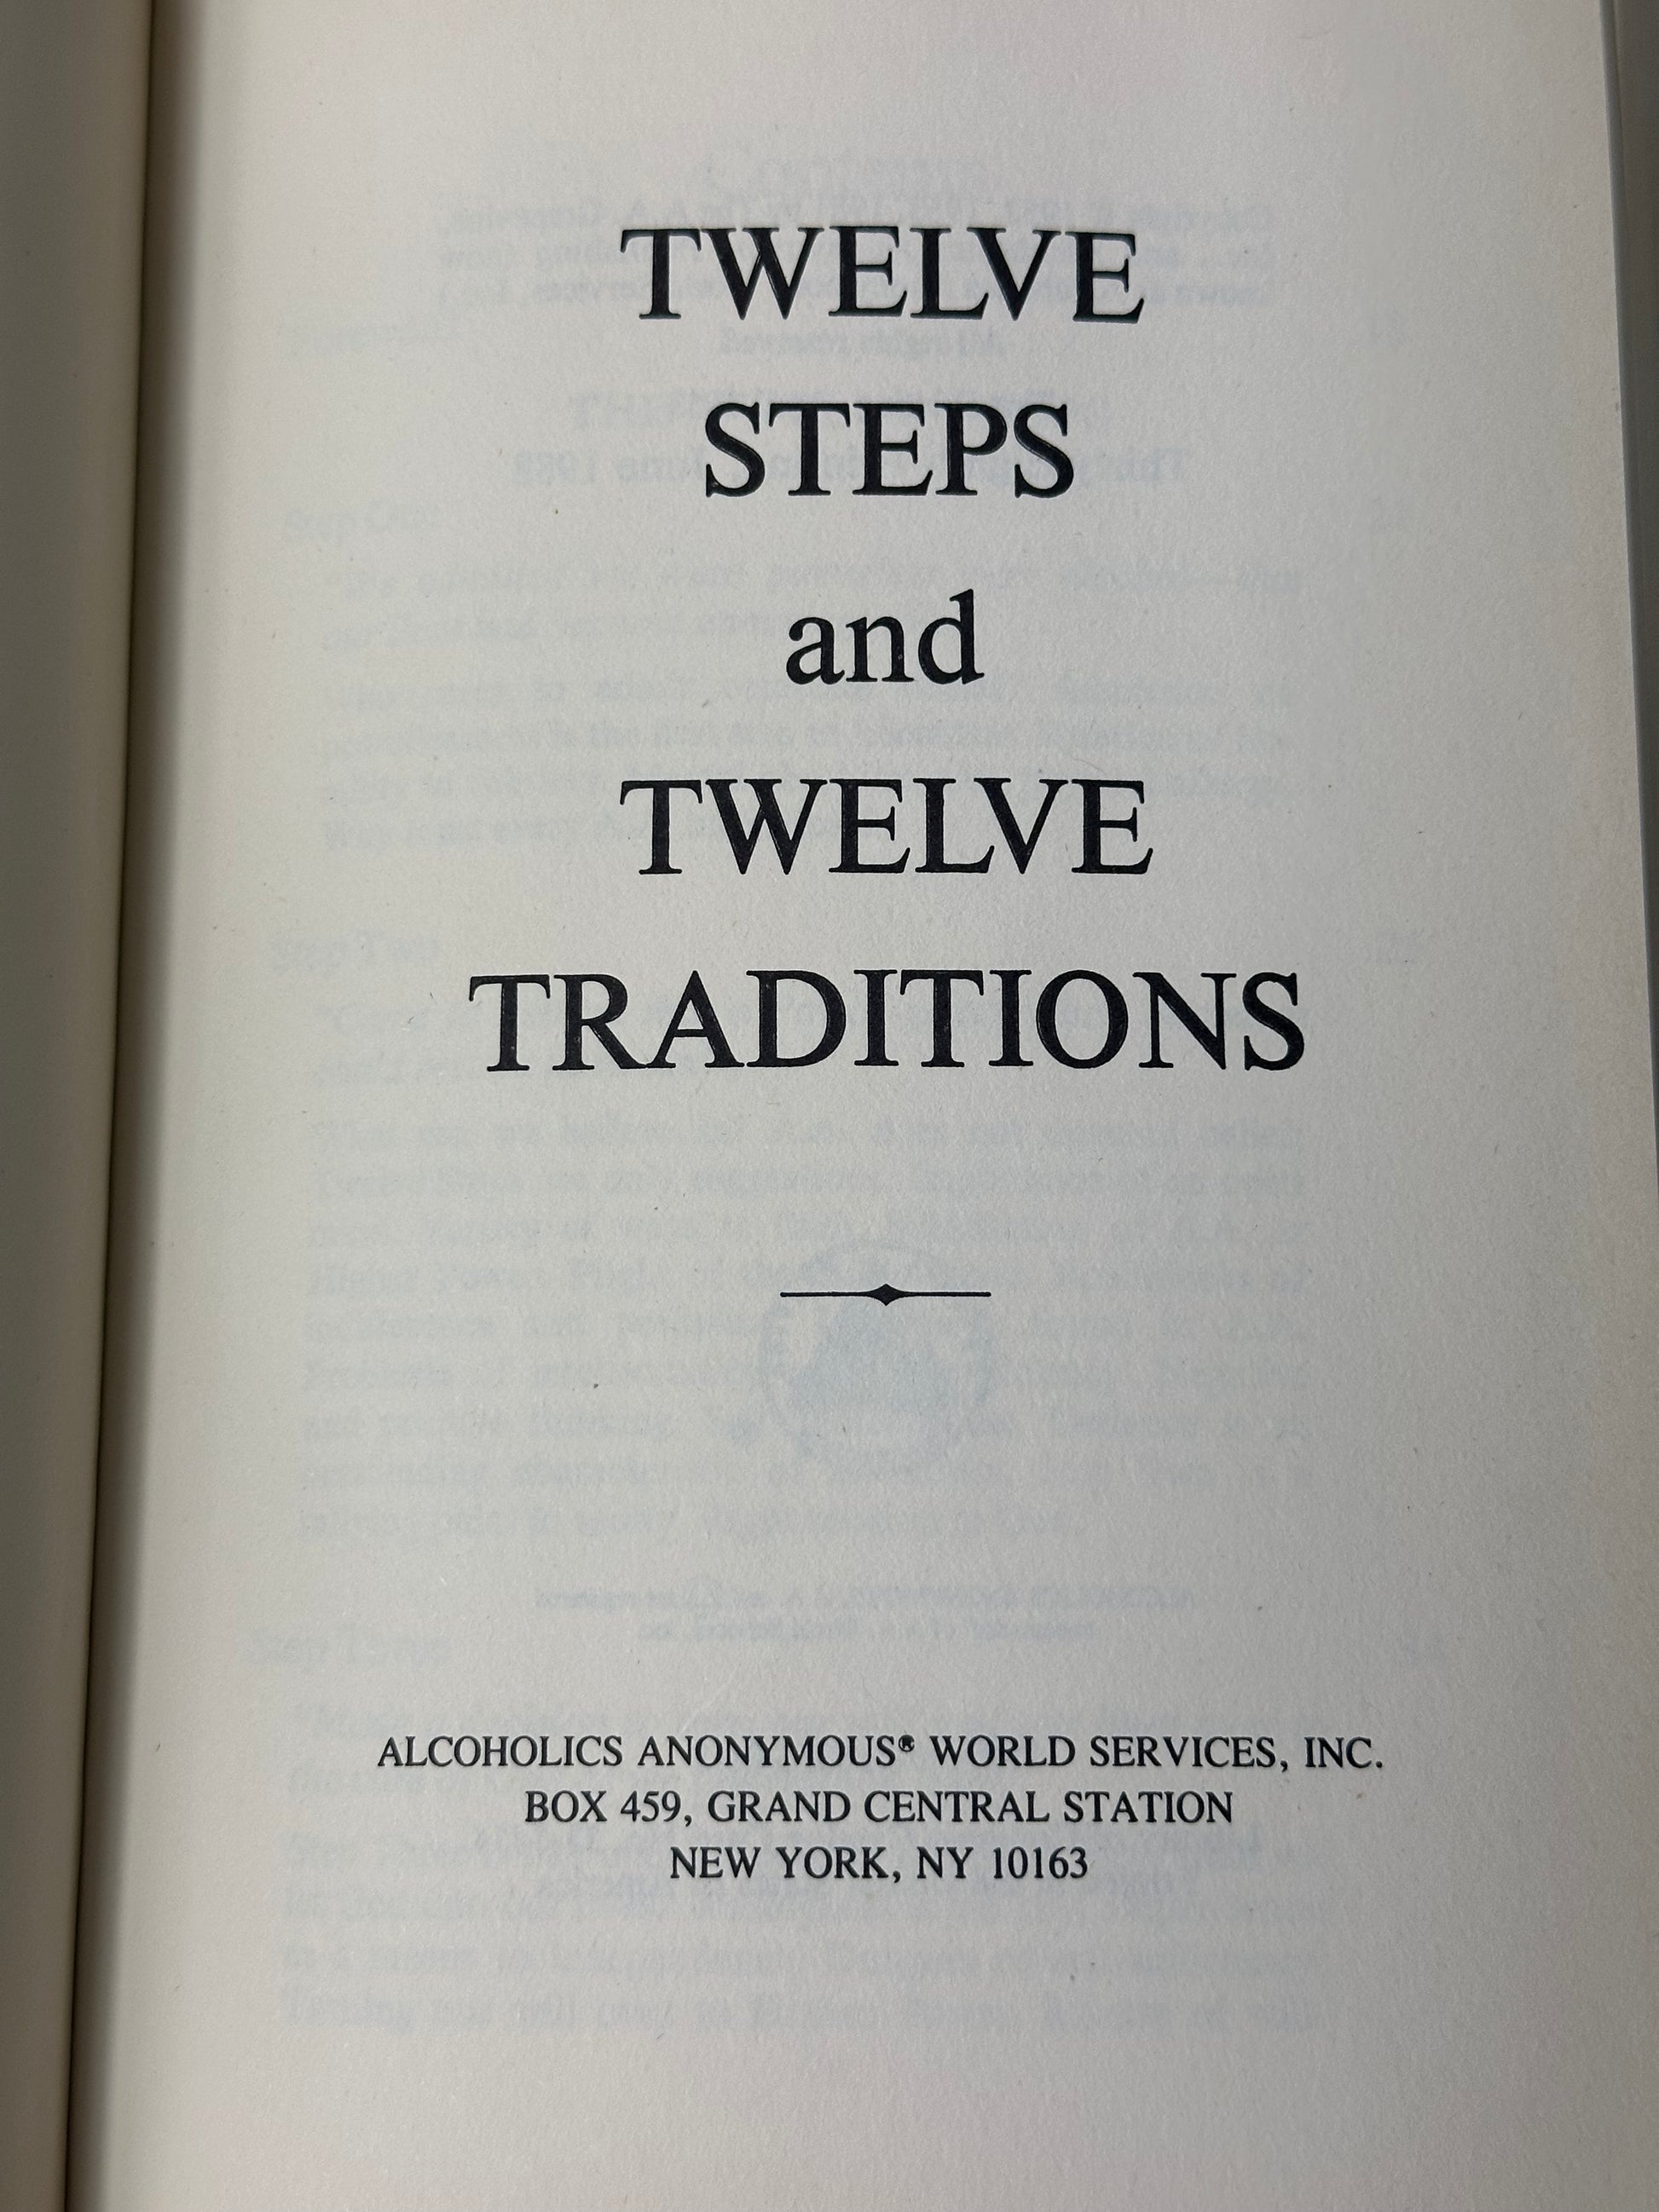 TWELVE
STEPS
and
TWELVE
TRADITIONS
ALCOHOLICS ANONYMOUS® WORLD SERVICES, INC.
BOX 459, GRAND CENTRAL STATION
NEW YORK, NY 10163